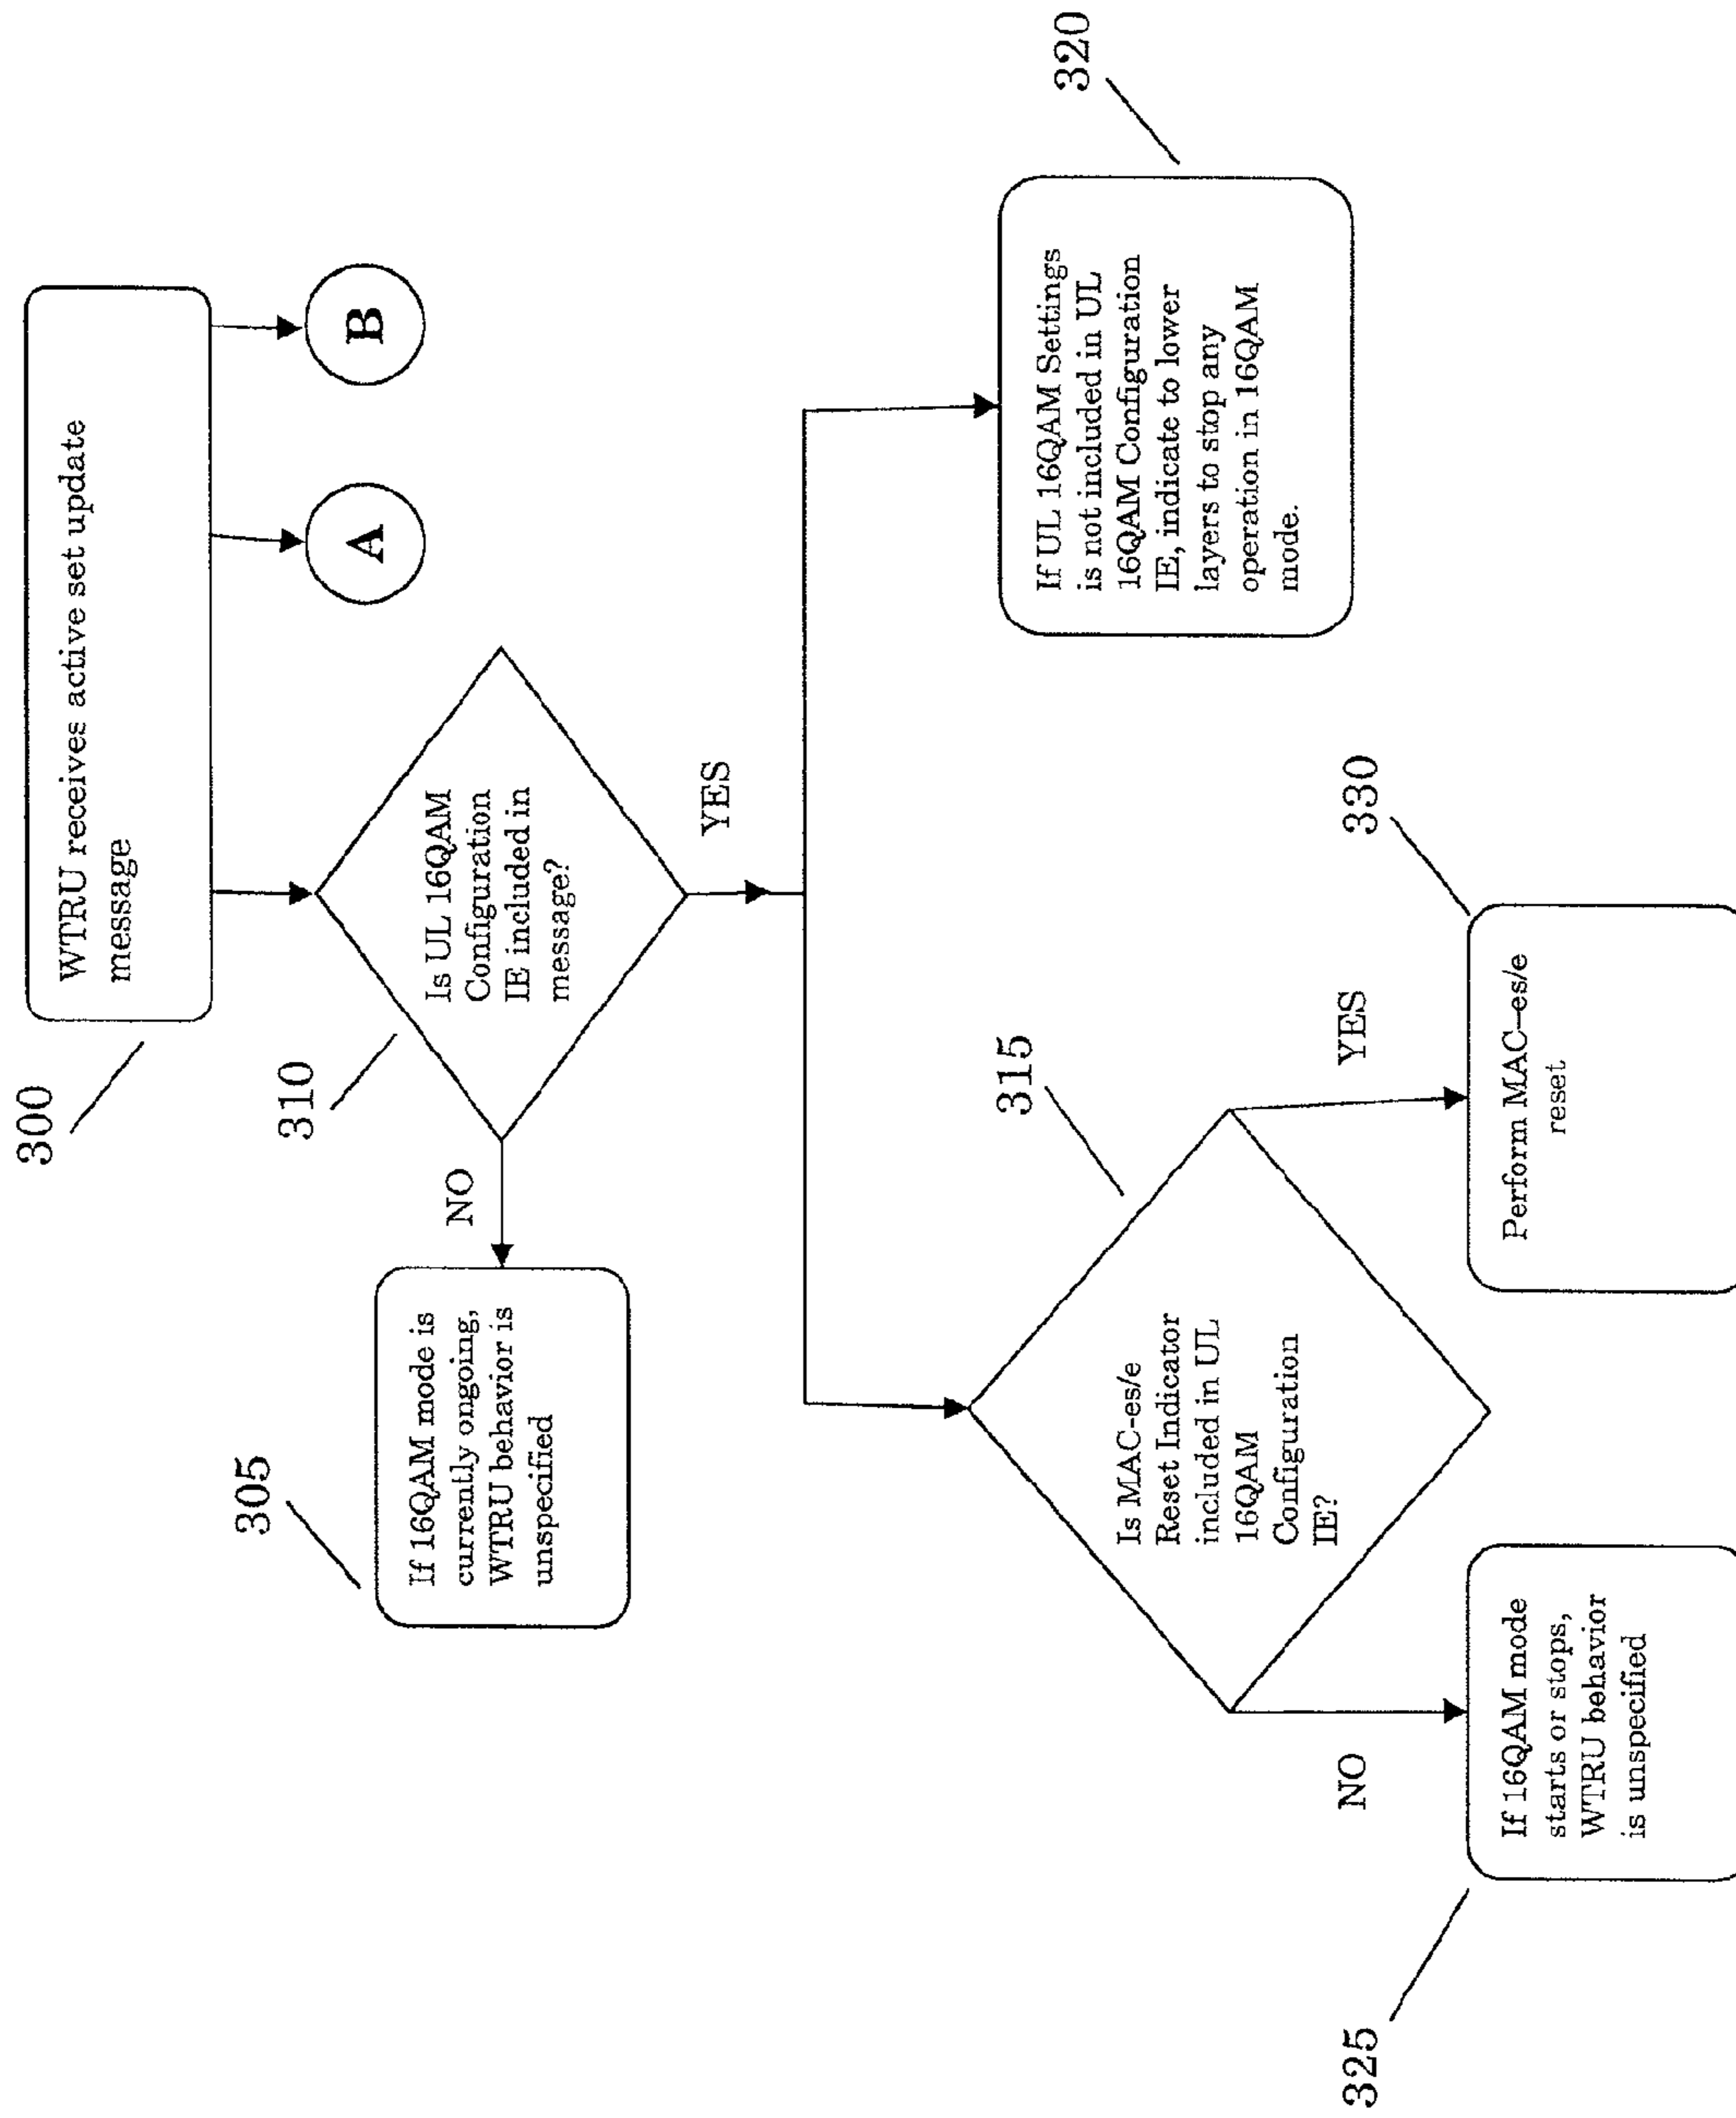 300
WTRU receives active set update
message
A
B
310
Is UL 16QAM
Configuration
IE included in
message?
NO
YES
305
If 16QAM mode is
currently ongoing,
WTRU behavior is
unspecified
320
If UL 16QAM Settings
is not included in UL
16QAM Configuration
IE, indicate to lower
layers to stop any
operation in 16QAM
mode.
315
Is MAC-es/e
Reset Indicator
included in UL
16QAM
Configuration
IE?
NO
YES
325
If 16QAM mode
starts or stops,
WTRU behavior
is unspecified
330
Perform MAC-es/e
reset